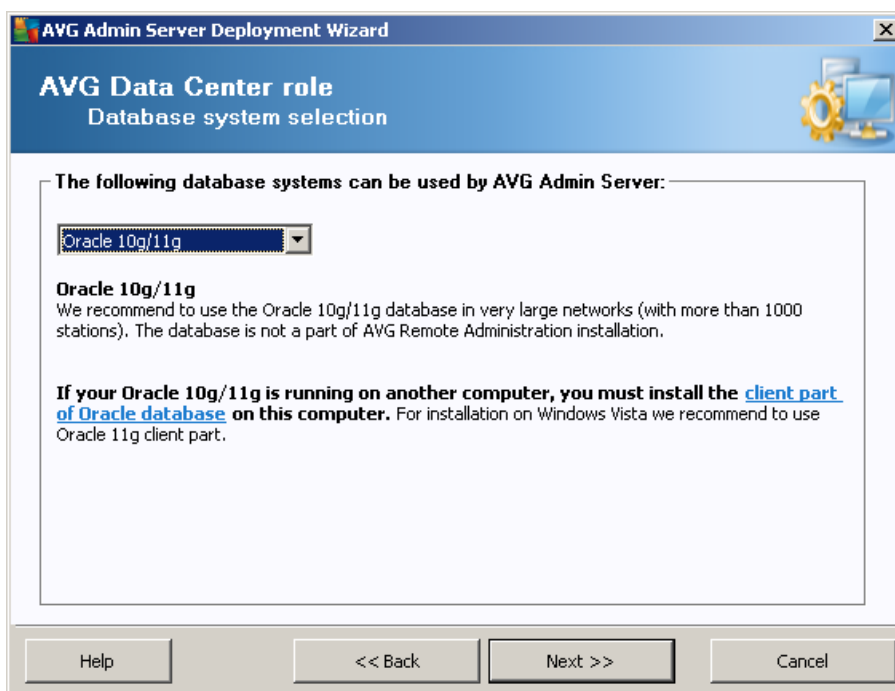 AVG Admin Server Deployment Wizard
AVG Data Center role
Database system selection
The following database systems can be used by AVG Admin Server:
Oracle 10g/11g
Oracle 10g/11g
We recommend to use the Oracle 10g/11g database in very large networks (with more than 1000
stations). The database is not a part of AVG Remote Administration installation.
If your Oracle 10g/11g is running on another computer, you must install the client part
of Oracle database on this computer. For installation on Windows Vista we recommend to use
Oracle 11g client part.
Help
<< Back
Next >>
Cancel